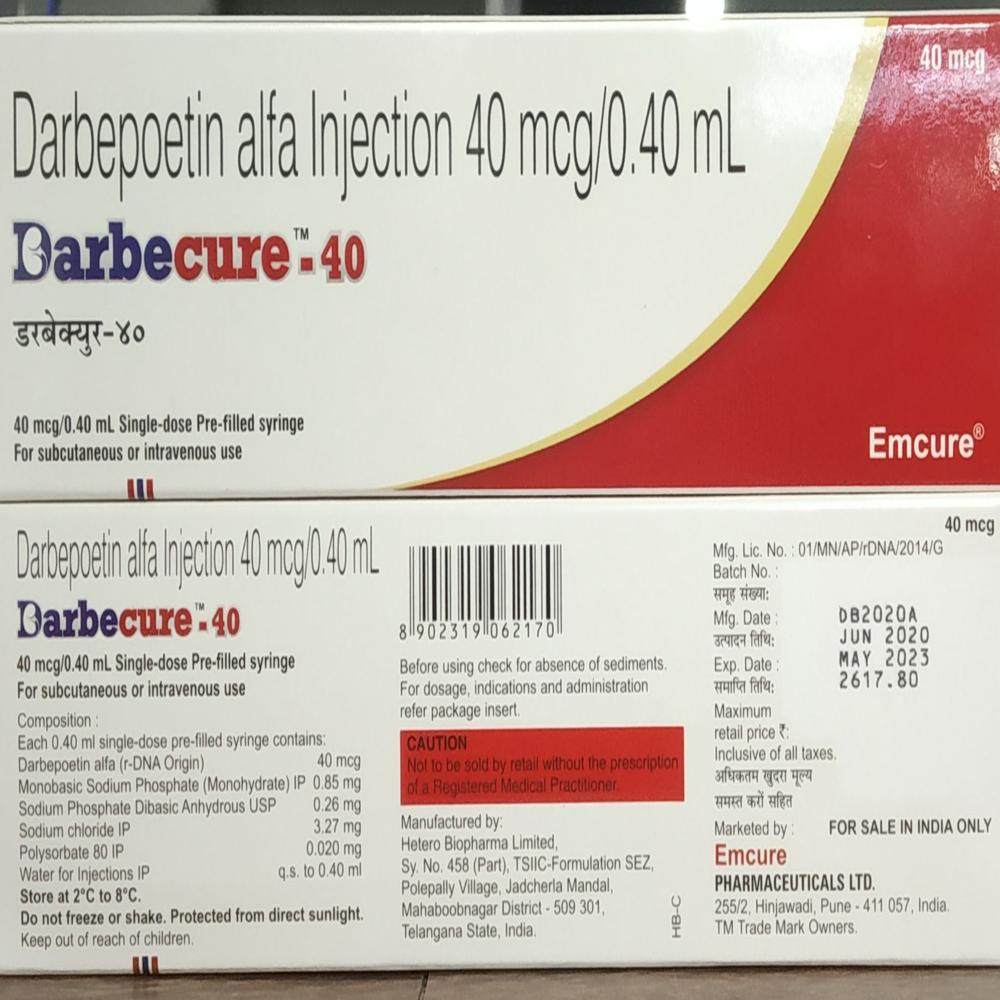 40 mcg
Darbepoetin alfa Injection 40 mcg/0.40 mL
Darbecure™-40
डरबेक्युर-४०
40 mcg/0.40 mL Single-dose Pre-filled syringe
For subcutaneous or intravenous use
Emcure®
Darbepoetin alfa Injection 40 mcg/0.40 mL
Darbecure™-40
40 mcg/0.40 mL Single-dose Pre-filled syringe
For subcutaneous or intravenous use
Composition :
Each 0.40 ml single-dose pre-filled syringe contains:
Darbepoetin alfa (r-DNA Origin) 40 mcg
Monobasic Sodium Phosphate (Monohydrate) IP 0.85 mg
Sodium Phosphate Dibasic Anhydrous USP 0.26 mg
Sodium chloride IP 3.27 mg
Polysorbate 80 IP 0.020 mg
Water for Injections IP q.s. to 0.40 ml
Store at 2°C to 8°C.
Do not freeze or shake. Protected from direct sunlight.
Keep out of reach of children.
8 902319 062170
Before using check for absence of sediments.
For dosage, indications and administration
refer package insert.
CAUTION
Not to be sold by retail without the prescription
of a Registered Medical Practitioner.
Manufactured by:
Hetero Biopharma Limited,
Sy. No. 458 (Part), TSIIC-Formulation SEZ,
Polepally Village, Jadcherla Mandal,
Mahaboobnagar District - 509 301,
Telangana State, India.
HB-C
40 mcg
Mfg. Lic. No. : 01/MN/AP/rDNA/2014/G
Batch No. :
समूह संख्या:
Mfg. Date : DB2020A
उत्पादन तिथि: JUN 2020
Exp. Date : MAY 2023
समाप्ति तिथि: 2617.80
Maximum
retail price ₹:
Inclusive of all taxes.
अधिकतम खुदरा मूल्य
समस्त करों सहित
Marketed by : FOR SALE IN INDIA ONLY
Emcure
PHARMACEUTICALS LTD.
255/2, Hinjawadi, Pune - 411 057, India.
TM Trade Mark Owners.